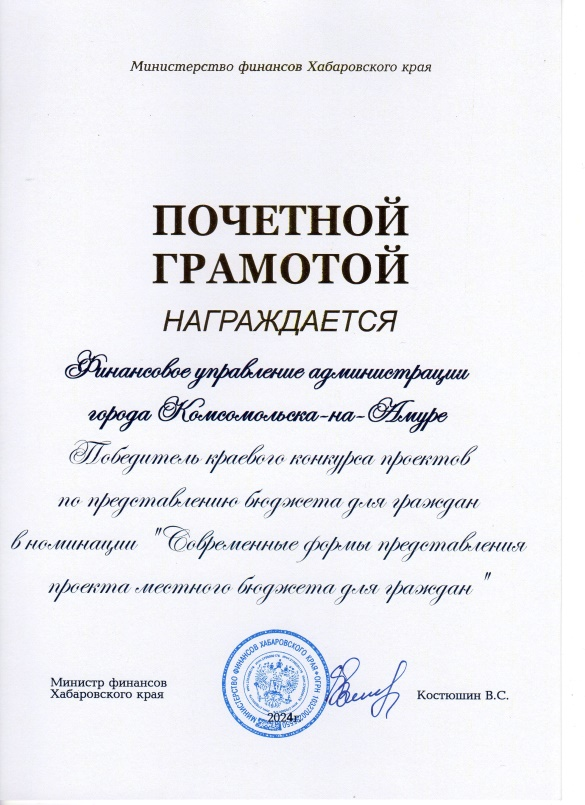 Министерство финансов Хабаровского края
ПОЧЕТНОЙ
ГРАМОТОЙ
НАГРАЖДАЕТСЯ
Финансовое управление администрации
города Комсомольска-на-Амуре
Победитель краевого конкурса проектов
по представлению бюджета для граждан
в номинации "Современные формы представления
проекта местного бюджета для граждан "
МИНИСТЕРСТВО ФИНАНСОВ ХАБАРОВСКОГО КРАЯ
Министр финансов
Хабаровского края
Костюшин В.С.
2024г.